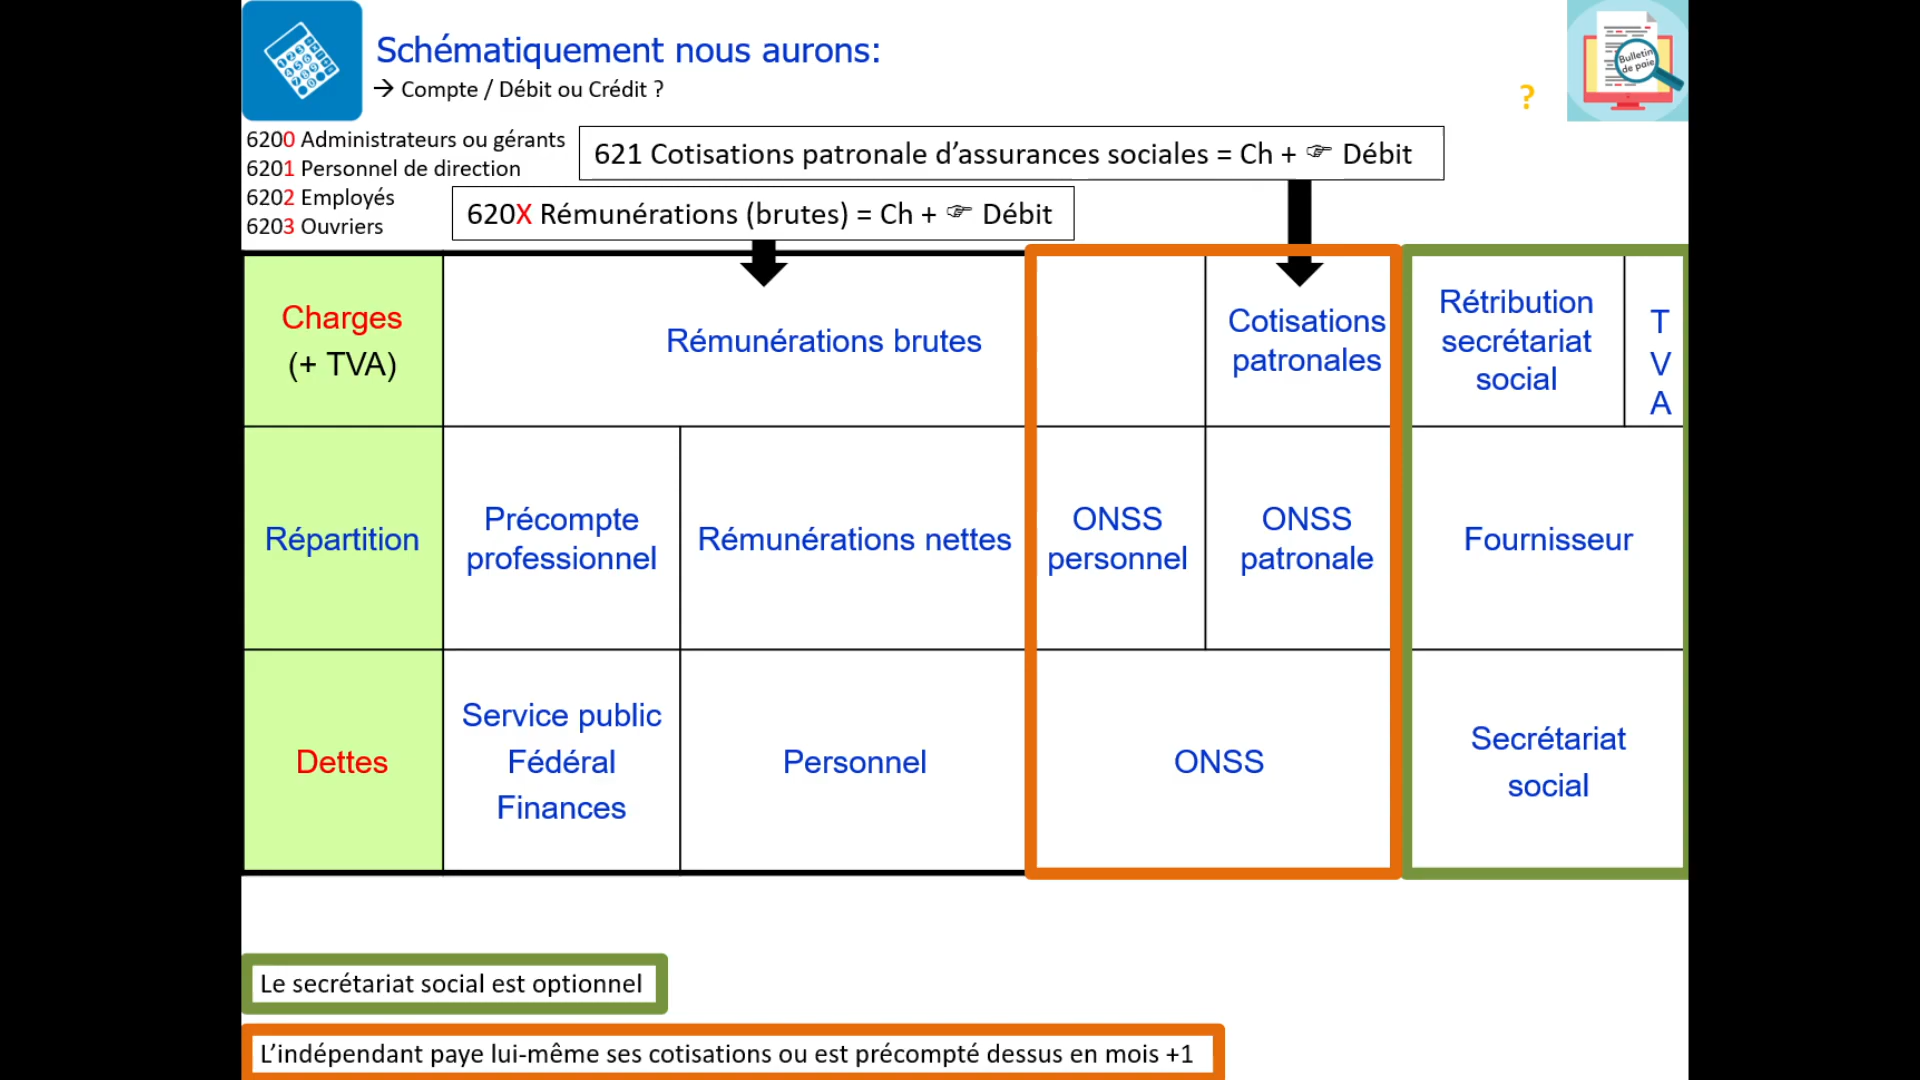 Schématiquement nous aurons:
→ Compte / Débit ou Crédit ?
?
Bulletin
de paie
6200 Administrateurs ou gérants
6201 Personnel de direction
6202 Employés
6203 Ouvriers
621 Cotisations patronale d’assurances sociales = Ch + ☞ Débit
620X Rémunérations (brutes) = Ch + ☞ Débit
Charges
(+ TVA)
Rémunérations brutes
Cotisations
patronales
Rétribution
secrétariat
social
T
V
A
Répartition
Précompte
professionnel
Rémunérations nettes
ONSS
personnel
ONSS
patronale
Fournisseur
Dettes
Service public
Fédéral
Finances
Personnel
ONSS
Secrétariat
social
Le secrétariat social est optionnel
L’indépendant paye lui-même ses cotisations ou est précompté dessus en mois +1